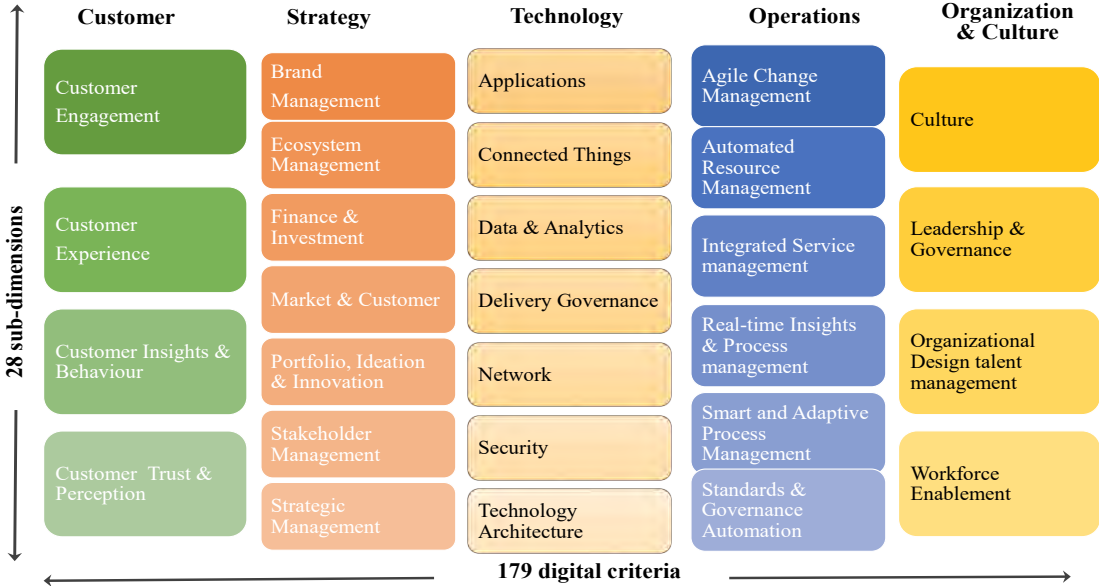 Customer
Strategy
Technology
Operations
Organization
& Culture
28 sub-dimensions
Customer
Engagement
Customer
Experience
Customer Insights &
Behaviour
Customer Trust &
Perception
Brand
Management
Ecosystem
Management
Finance &
Investment
Market & Customer
Portfolio, Ideation
& Innovation
Stakeholder
Management
Strategic
Management
Applications
Connected Things
Data & Analytics
Delivery Governance
Network
Security
Technology
Architecture
Agile Change
Management
Automated
Resource
Management
Integrated Service
management
Real-time Insights
& Process
management
Smart and Adaptive
Process
Management
Standards &
Governance
Automation
Culture
Leadership &
Governance
Organizational
Design talent
management
Workforce
Enablement
179 digital criteria